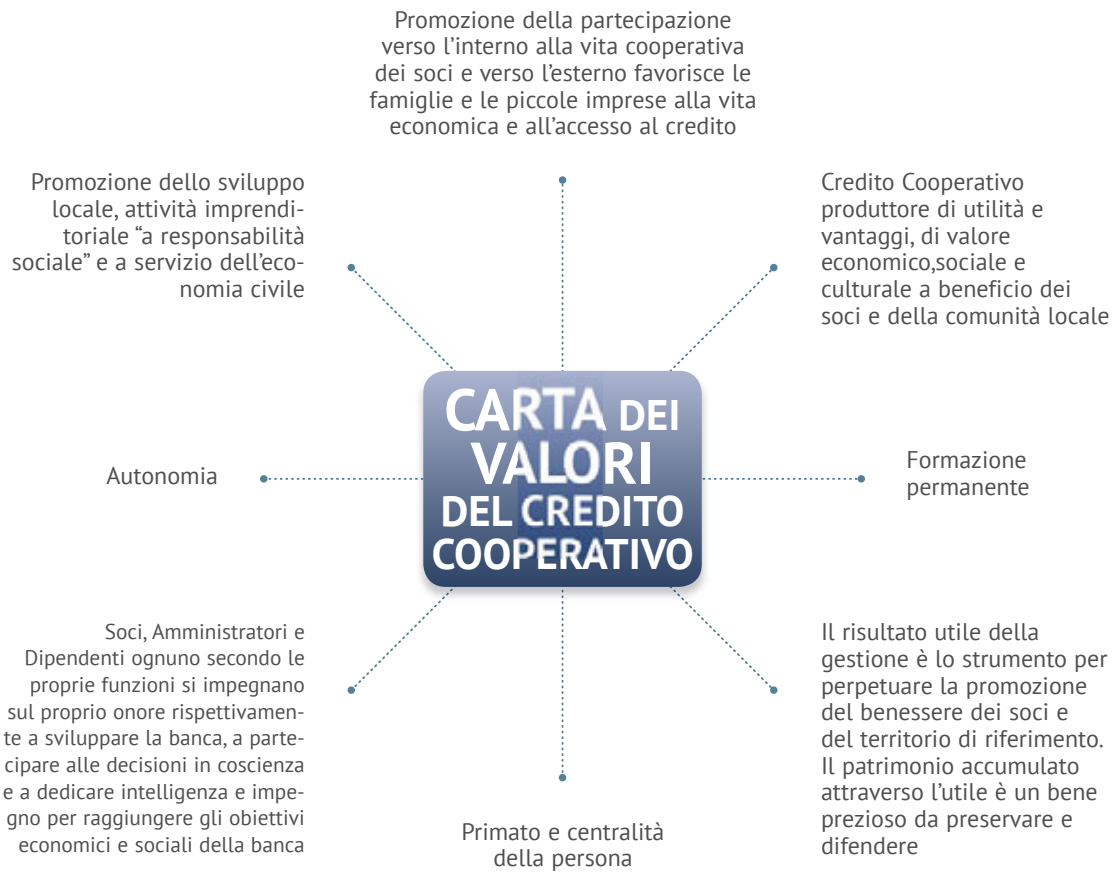 Promozione della partecipazione
verso l'interno alla vita cooperativa
dei soci e verso l'esterno favorisce le
famiglie e le piccole imprese alla vita
economica e all'accesso al credito
Promozione dello sviluppo
locale, attività imprendi-
toriale “a responsabilità
sociale” e a servizio dell'eco-
nomia civile
Credito Cooperativo
produttore di utilità e
vantaggi, di valore
economico,sociale e
culturale a beneficio dei
soci e della comunità locale
CARTA DEI
VALORI
DEL CREDITO
COOPERATIVO
Autonomia
Formazione
permanente
Soci, Amministratori e
Dipendenti ognuno secondo le
proprie funzioni si impegnano
sul proprio onore rispettivamen-
te a sviluppare la banca, a parte-
cipare alle decisioni in coscienza
e a dedicare intelligenza e impe-
gno per raggiungere gli obiettivi
economici e sociali della banca
Primato e centralità
della persona
Il risultato utile della
gestione è lo strumento per
perpetuare la promozione
del benessere dei soci e
del territorio di riferimento.
Il patrimonio accumulato
attraverso l'utile è un bene
prezioso da preservare e
difendere